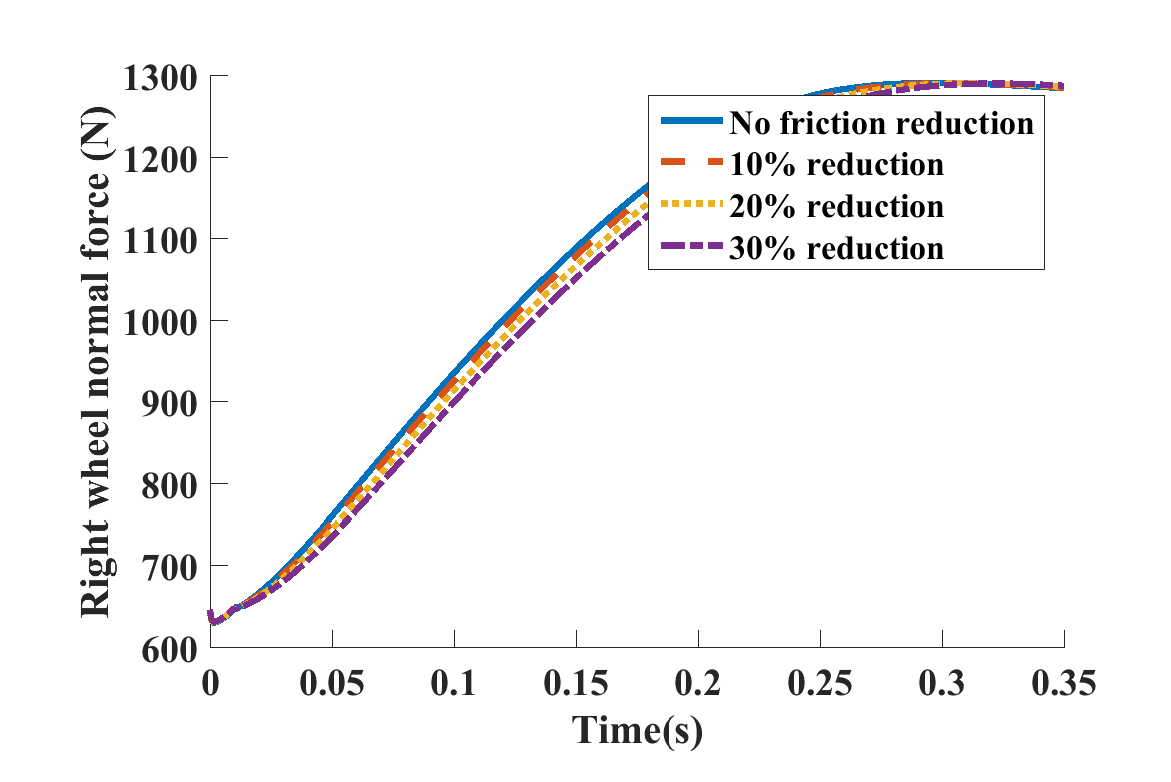 Right wheel normal force (N)
1300
1200
1100
1000
900
800
700
600
No friction reduction
10% reduction
20% reduction
30% reduction
0 0.05 0.1 0.15 0.2 0.25 0.3 0.35
Time(s)